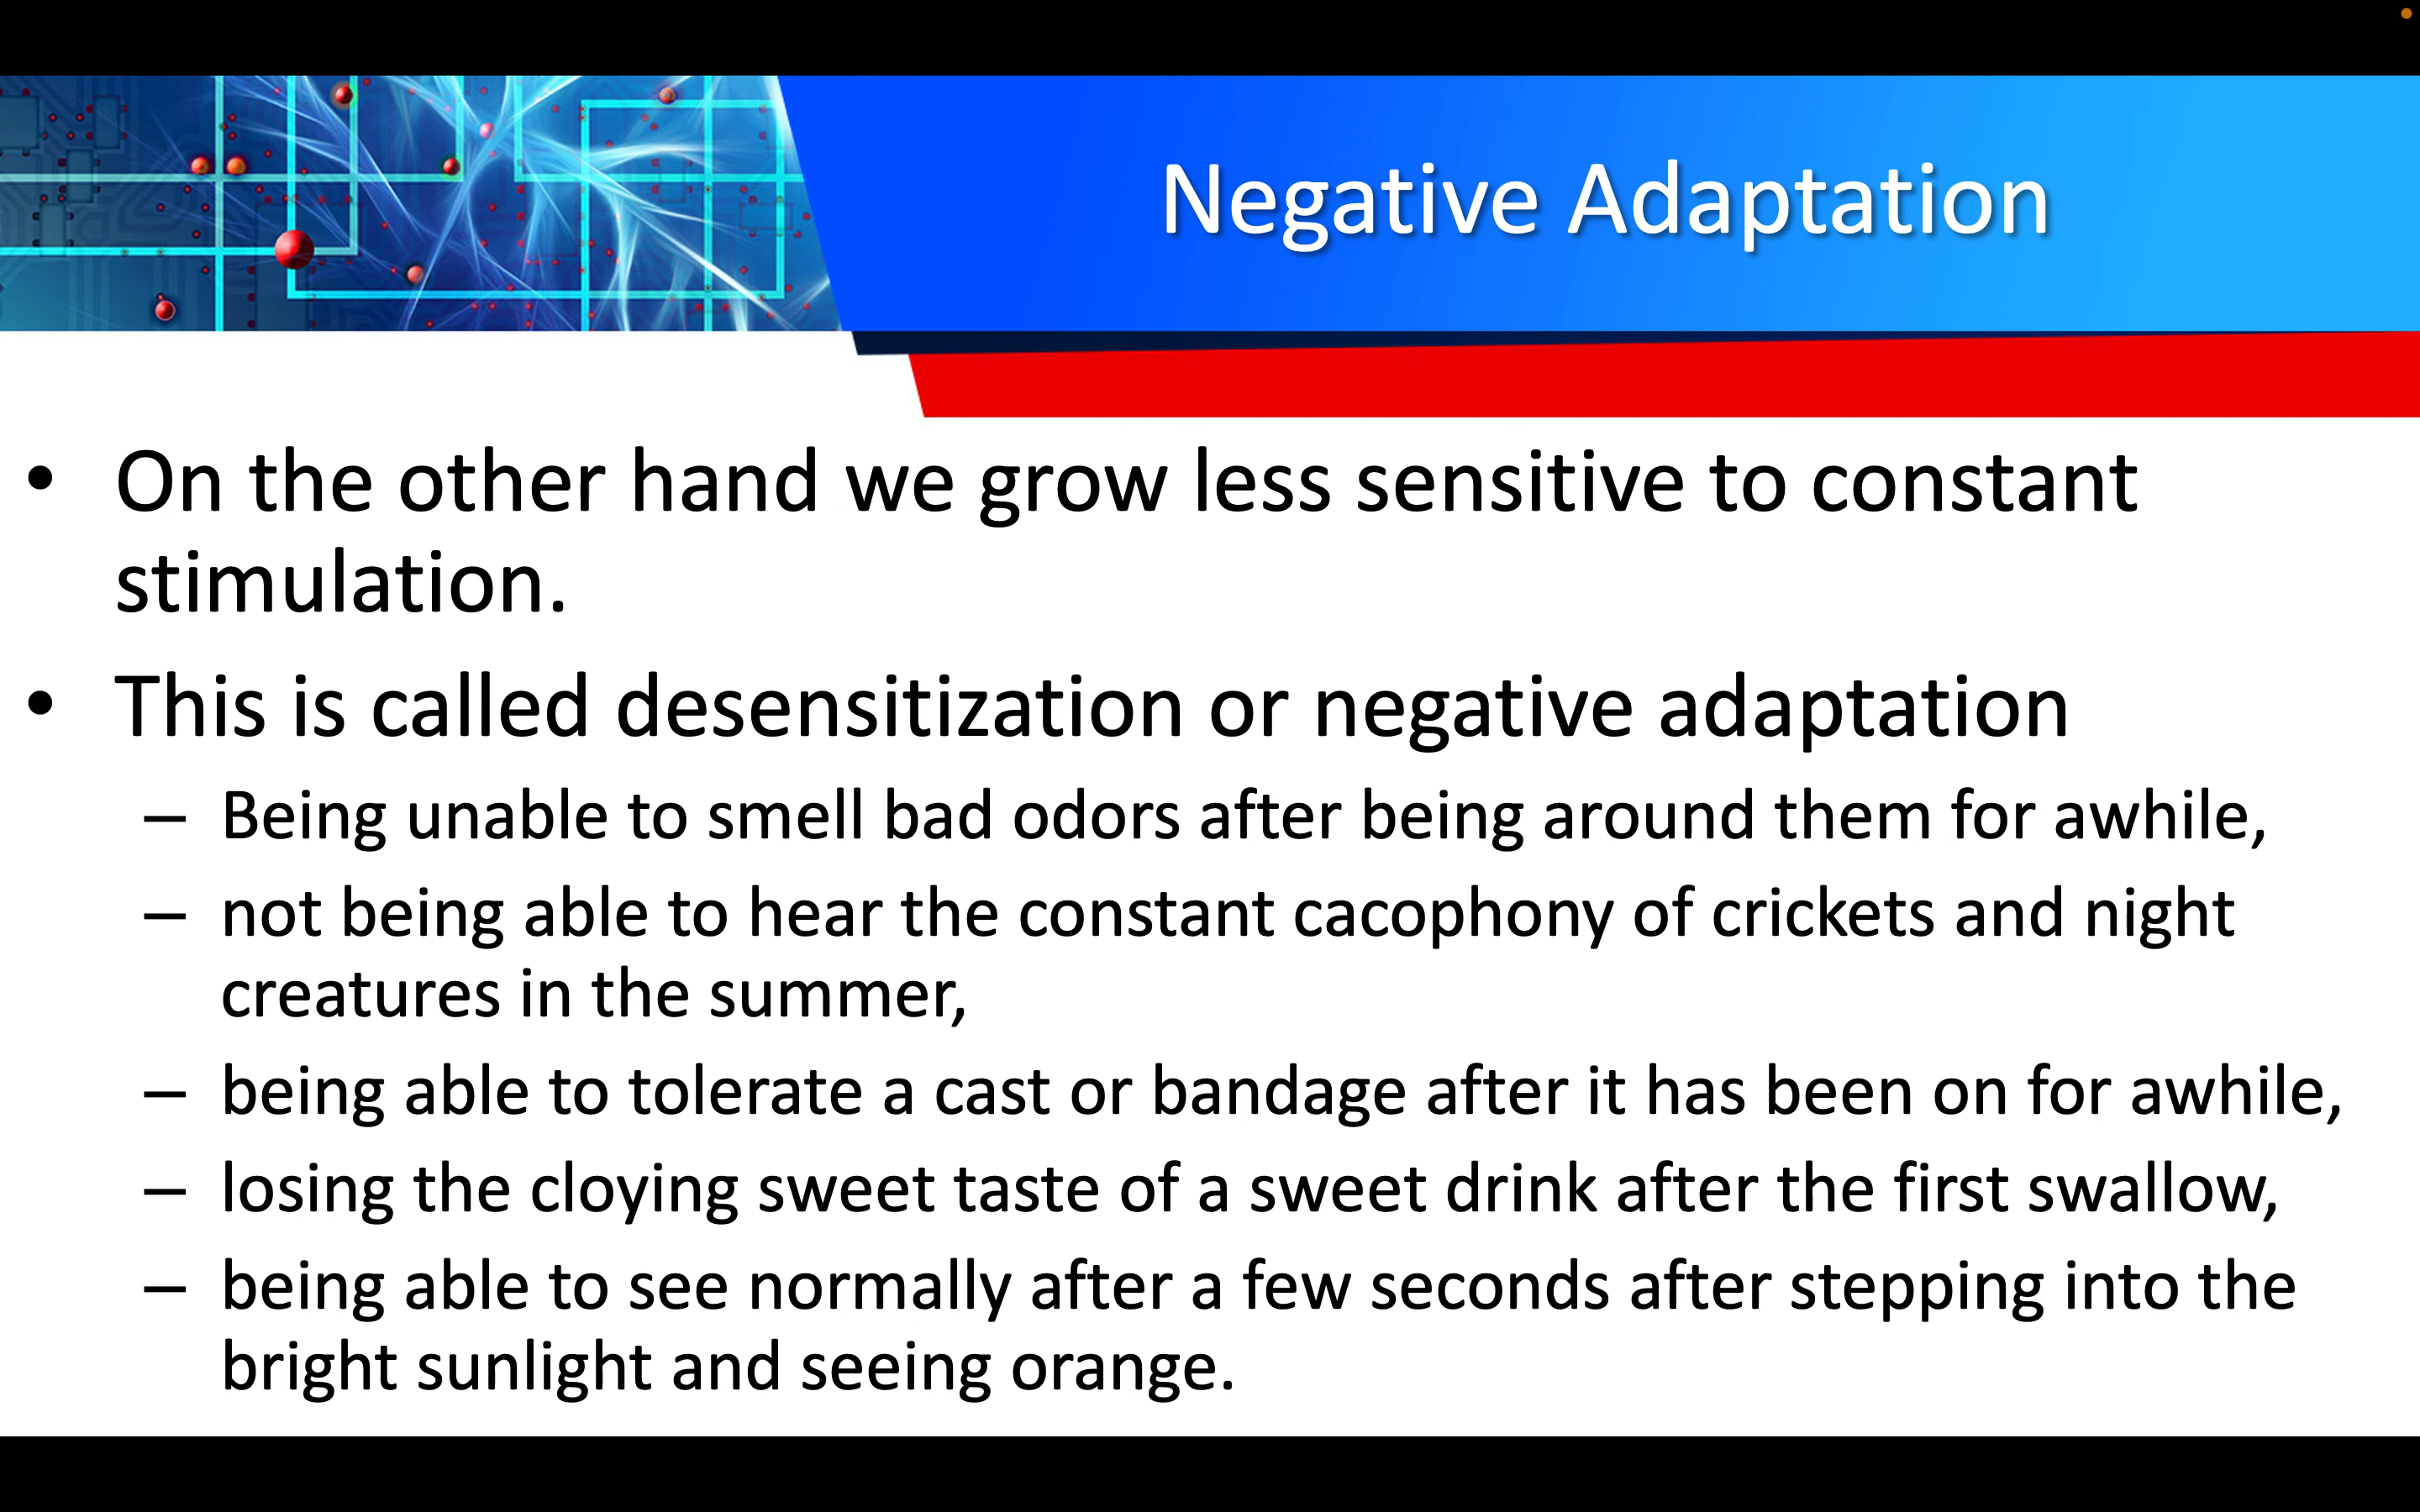 Negative Adaptation
• On the other hand we grow less sensitive to constant
stimulation.
• This is called desensitization or negative adaptation
– Being unable to smell bad odors after being around them for awhile,
– not being able to hear the constant cacophony of crickets and night
creatures in the summer,
– being able to tolerate a cast or bandage after it has been on for awhile,
– losing the cloying sweet taste of a sweet drink after the first swallow,
– being able to see normally after a few seconds after stepping into the
bright sunlight and seeing orange.